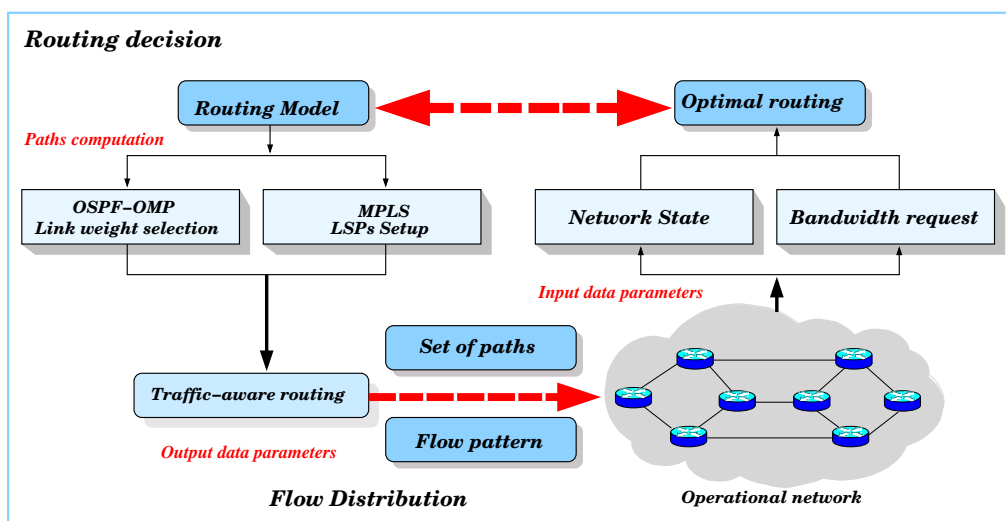 Routing decision
Routing Model
Optimal routing
Paths computation
OSPF–OMP
Link weight selection
MPLS
LSPs Setup
Network State
Bandwidth request
Input data parameters
Set of paths
Traffic–aware routing
Flow pattern
Output data parameters
Flow Distribution
Operational network